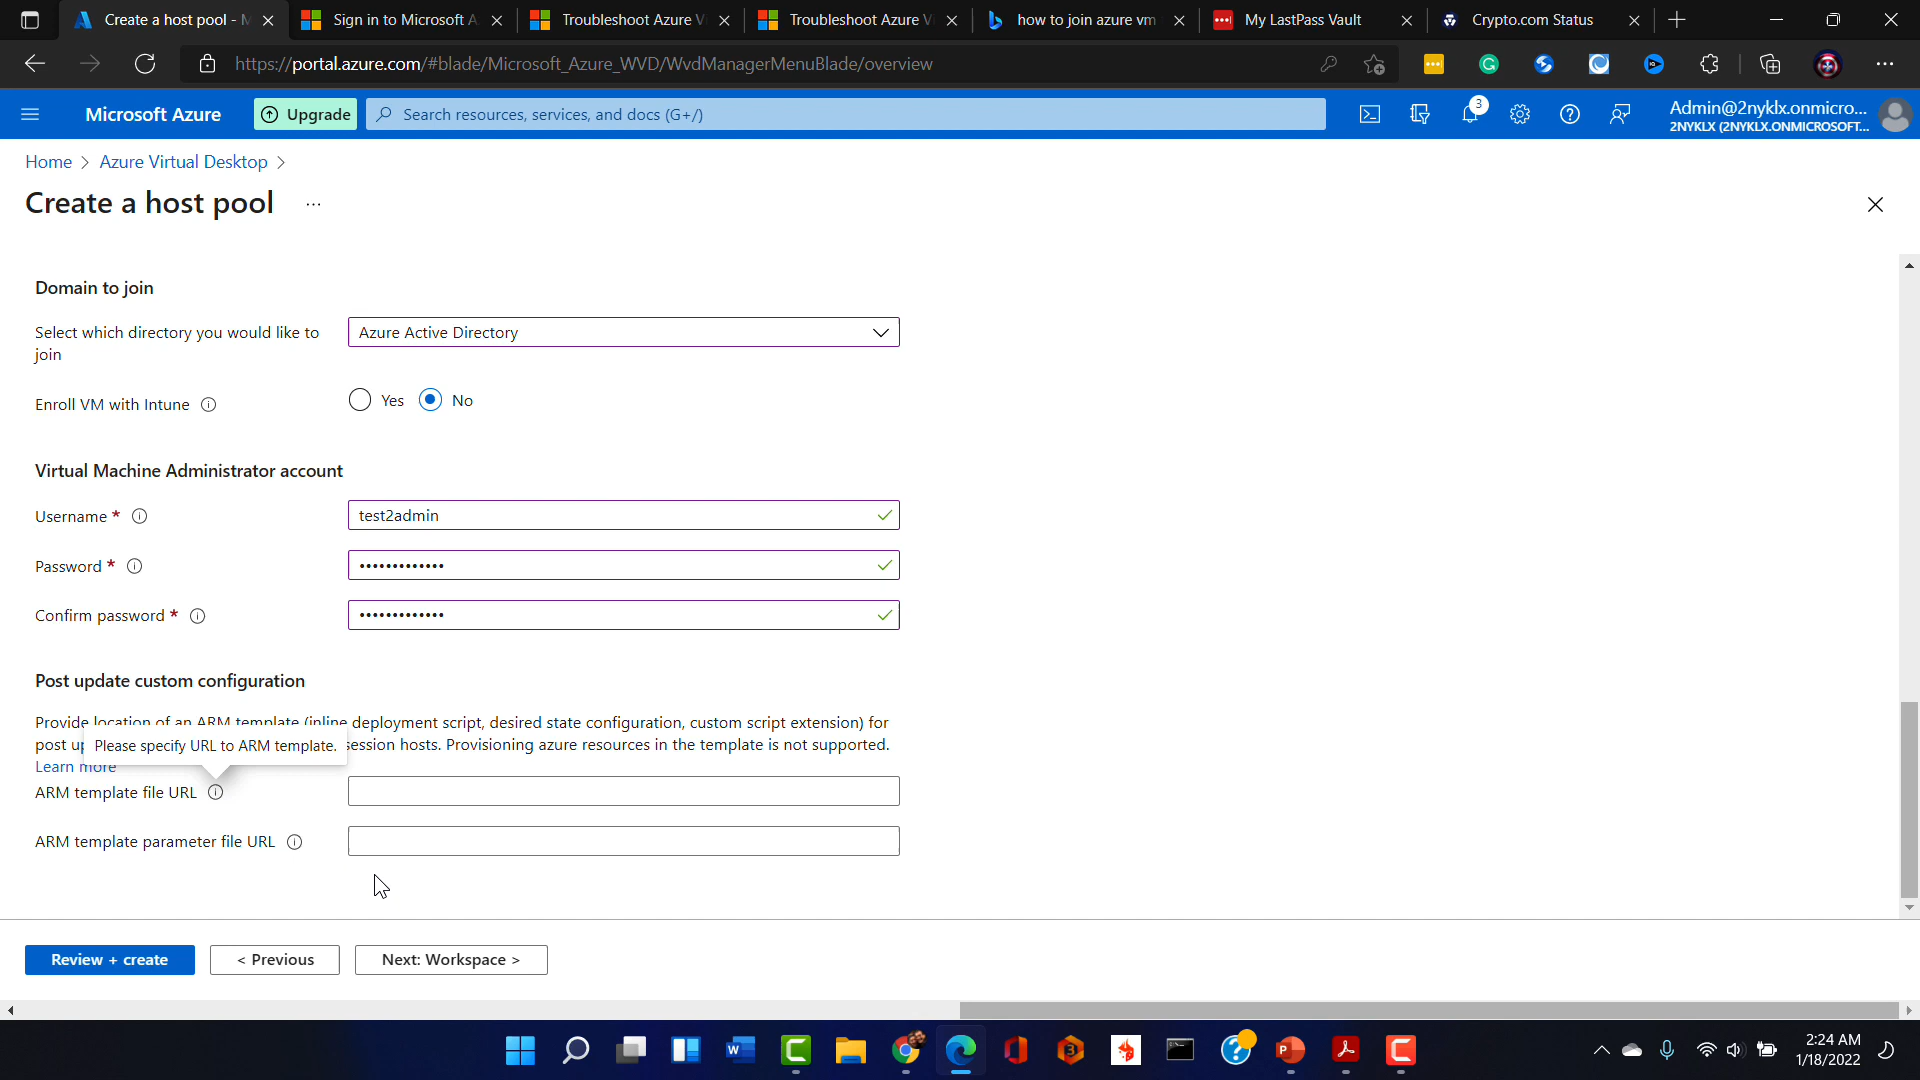 Create a host pool - M
Sign in to Microsoft A
Troubleshoot Azure V
Troubleshoot Azure V
how to join azure vm
My LastPass Vault
Crypto.com Status
https://portal.azure.com/#blade/Microsoft_Azure_WVD/WvdManagerMenuBlade/overview
Microsoft Azure
Upgrade
Search resources, services, and docs (G+/)
3
Admin@2nyklx.onmicro...
2NYKLX (2NYKLX.ONMICROSOFT...
Home > Azure Virtual Desktop >
Create a host pool ...
Domain to join
Select which directory you would like to
join
Azure Active Directory
Enroll VM with Intune
Yes
No
Virtual Machine Administrator account
Username *
test2admin
Password *
•••••••••••••
Confirm password *
•••••••••••••
Post update custom configuration
Provide location of an ARM template (inline deployment script, desired state configuration, custom script extension) for
post u
Please specify URL to ARM template.
session hosts. Provisioning azure resources in the template is not supported.
Learn more
ARM template file URL
ARM template parameter file URL
Review + create
< Previous
Next: Workspace >
2:24 AM
1/18/2022